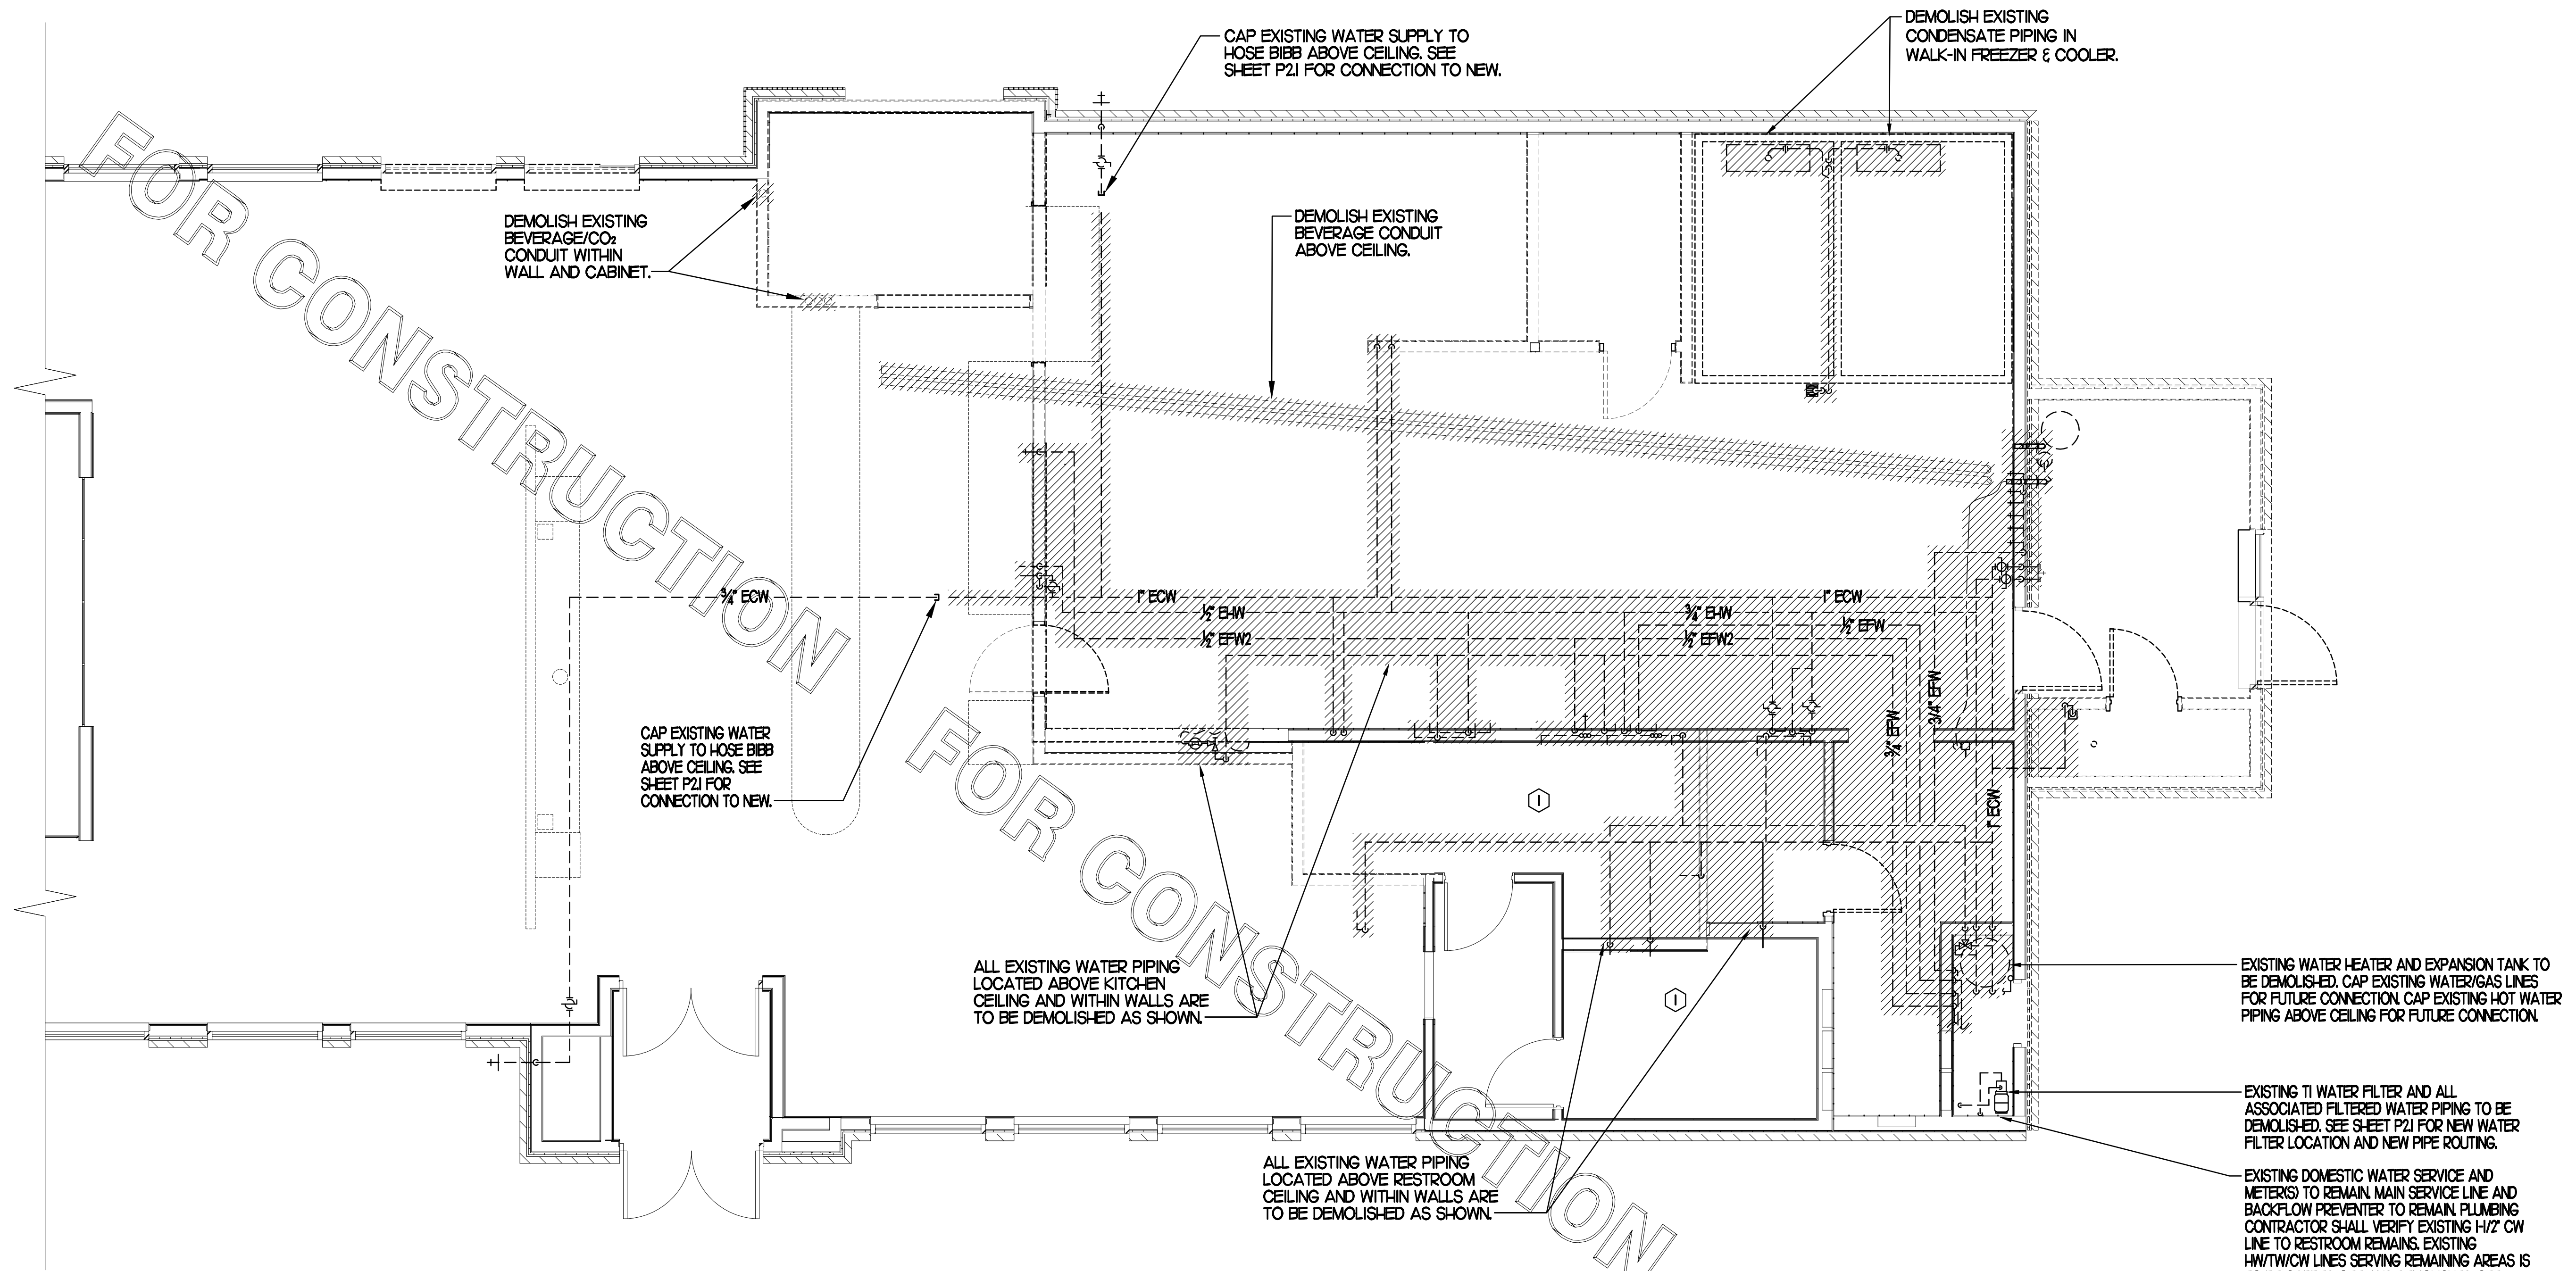 DEMOLISH EXISTING
CONDENSATE PIPING IN
WALK-IN FREEZER & COOLER.
CAP EXISTING WATER SUPPLY TO
HOSE BIBB ABOVE CEILING. SEE
SHEET P2.1 FOR CONNECTION TO NEW.
DEMOLISH EXISTING
BEVERAGE/CO₂
CONDUIT WITHIN
WALL AND CABINET.
DEMOLISH EXISTING
BEVERAGE CONDUIT
ABOVE CEILING.
FOR CONSTRUCTION
3/4" ECW
1" ECW
1" ECW
1/2" EHW
3/4" EHW
1/2" EFW
1/2" EFW2
1/2" EFW2
3/4" EFW
3/4" EFW
1" ECW
CAP EXISTING WATER
SUPPLY TO HOSE BIBB
ABOVE CEILING. SEE
SHEET P2.1 FOR
CONNECTION TO NEW.
FOR CONSTRUCTION
1
1
ALL EXISTING WATER PIPING
LOCATED ABOVE KITCHEN
CEILING AND WITHIN WALLS ARE
TO BE DEMOLISHED AS SHOWN.
EXISTING WATER HEATER AND EXPANSION TANK TO
BE DEMOLISHED. CAP EXISTING WATER/GAS LINES
FOR FUTURE CONNECTION. CAP EXISTING HOT WATER
PIPING ABOVE CEILING FOR FUTURE CONNECTION.
EXISTING T1 WATER FILTER AND ALL
ASSOCIATED FILTERED WATER PIPING TO BE
DEMOLISHED. SEE SHEET P2.1 FOR NEW WATER
FILTER LOCATION AND NEW PIPE ROUTING.
ALL EXISTING WATER PIPING
LOCATED ABOVE RESTROOM
CEILING AND WITHIN WALLS ARE
TO BE DEMOLISHED AS SHOWN.
EXISTING DOMESTIC WATER SERVICE AND
METER(S) TO REMAIN. MAIN SERVICE LINE AND
BACKFLOW PREVENTER TO REMAIN. PLUMBING
CONTRACTOR SHALL VERIFY EXISTING 1-1/2" CW
LINE TO RESTROOM REMAINS. EXISTING
HW/TW/CW LINES SERVING REMAINING AREAS IS